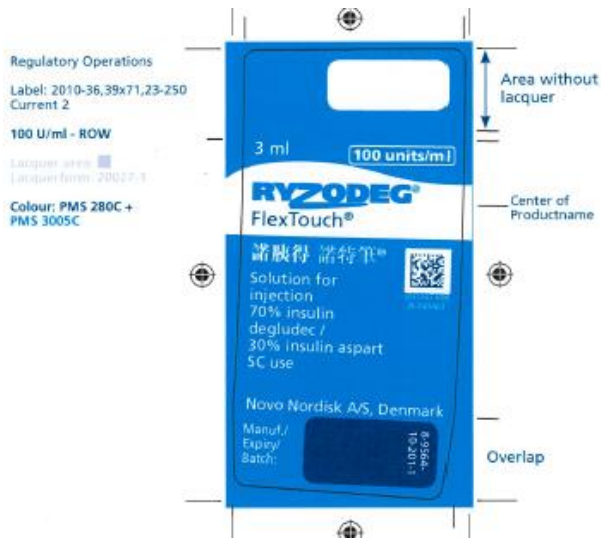 Regulatory Operations
Label: 2010-36,39x71,23-250
Current 2
100 U/ml - ROW
Lacquer area:
Lacquerform: 20027-1
Colour: PMS 280C +
PMS 3005C
Area without
lacquer
3 ml
100 units/ml
RYZODEG®
FlexTouch®
Center of
Productname
諾胰得 諾特筆®
Solution for
injection
70% insulin
degludec /
30% insulin aspart
SC use
Novo Nordisk A/S, Denmark
Manuf./
Expiry/
Batch:
8-9564-
10-201-1
Overlap